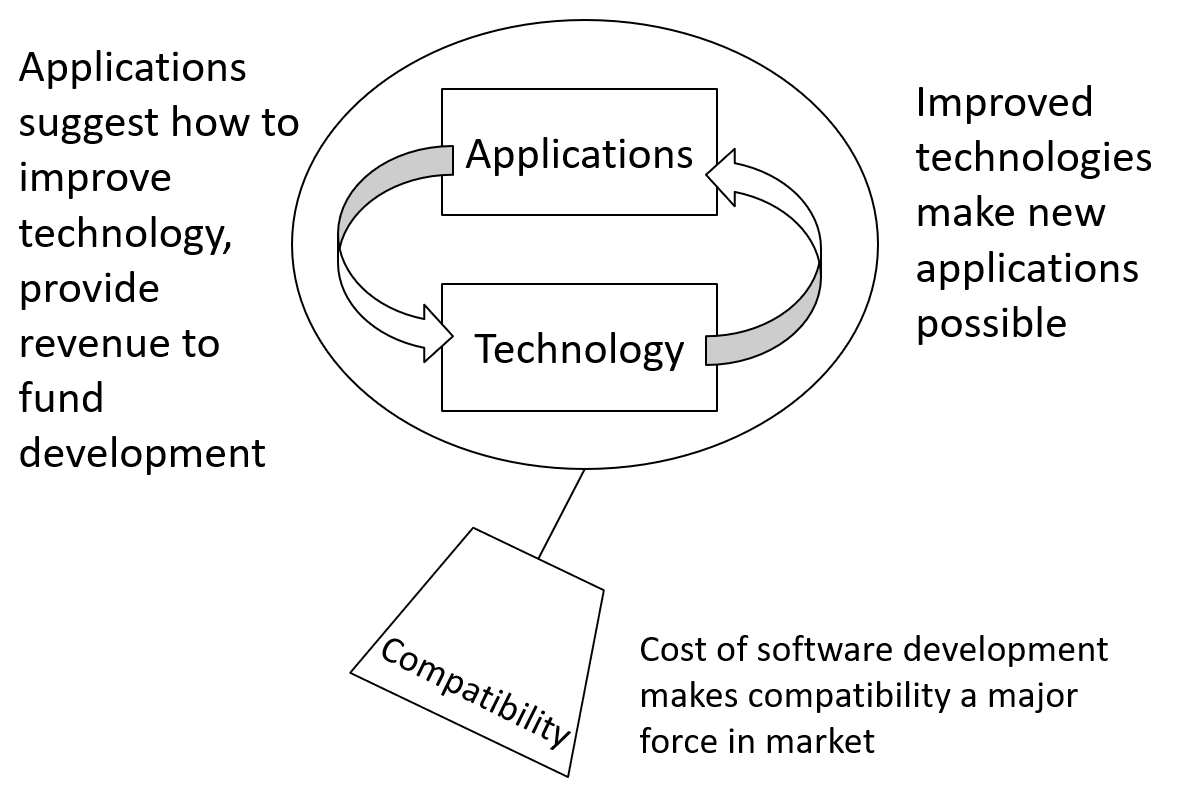 Applications
suggest how to
improve
technology,
provide
revenue to
fund
development
Applications
Technology
Improved
technologies
make new
applications
possible
Compatibility
Cost of software development
makes compatibility a major
force in market